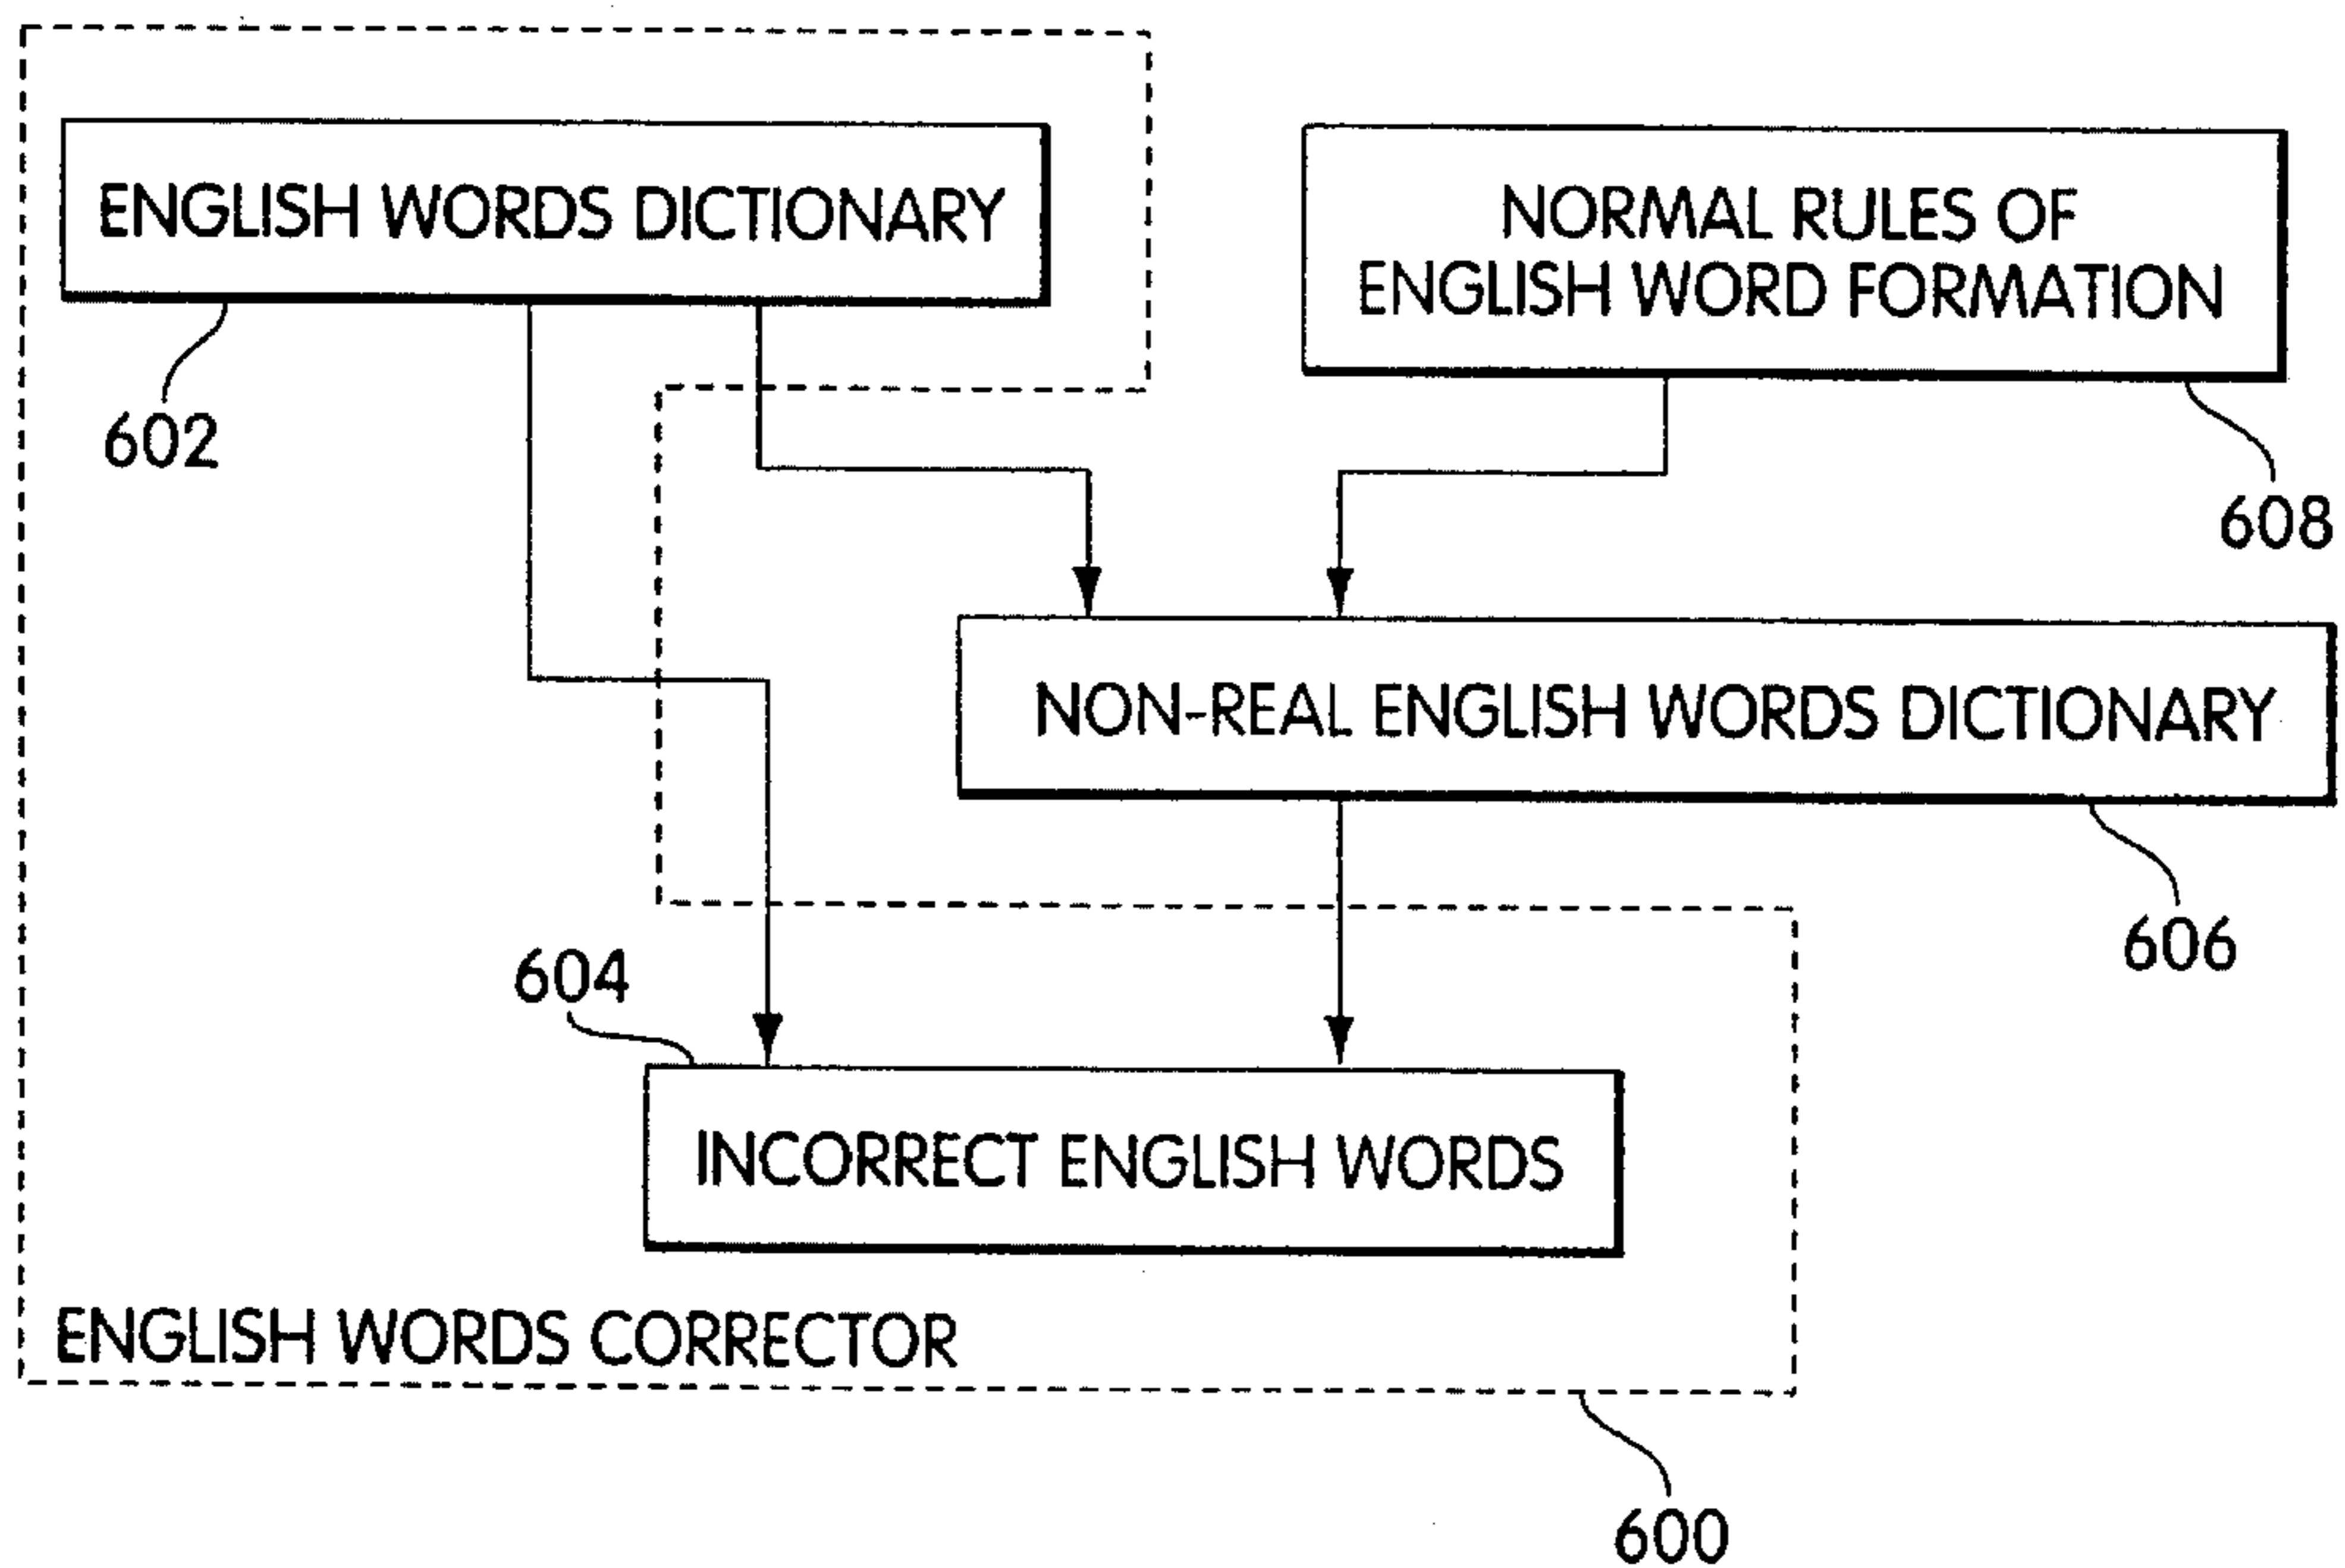 ENGLISH WORDS DICTIONARY
NORMAL RULES OF
ENGLISH WORD FORMATION
602
608
NON-REAL ENGLISH WORDS DICTIONARY
606
604
INCORRECT ENGLISH WORDS
ENGLISH WORDS CORRECTOR
600